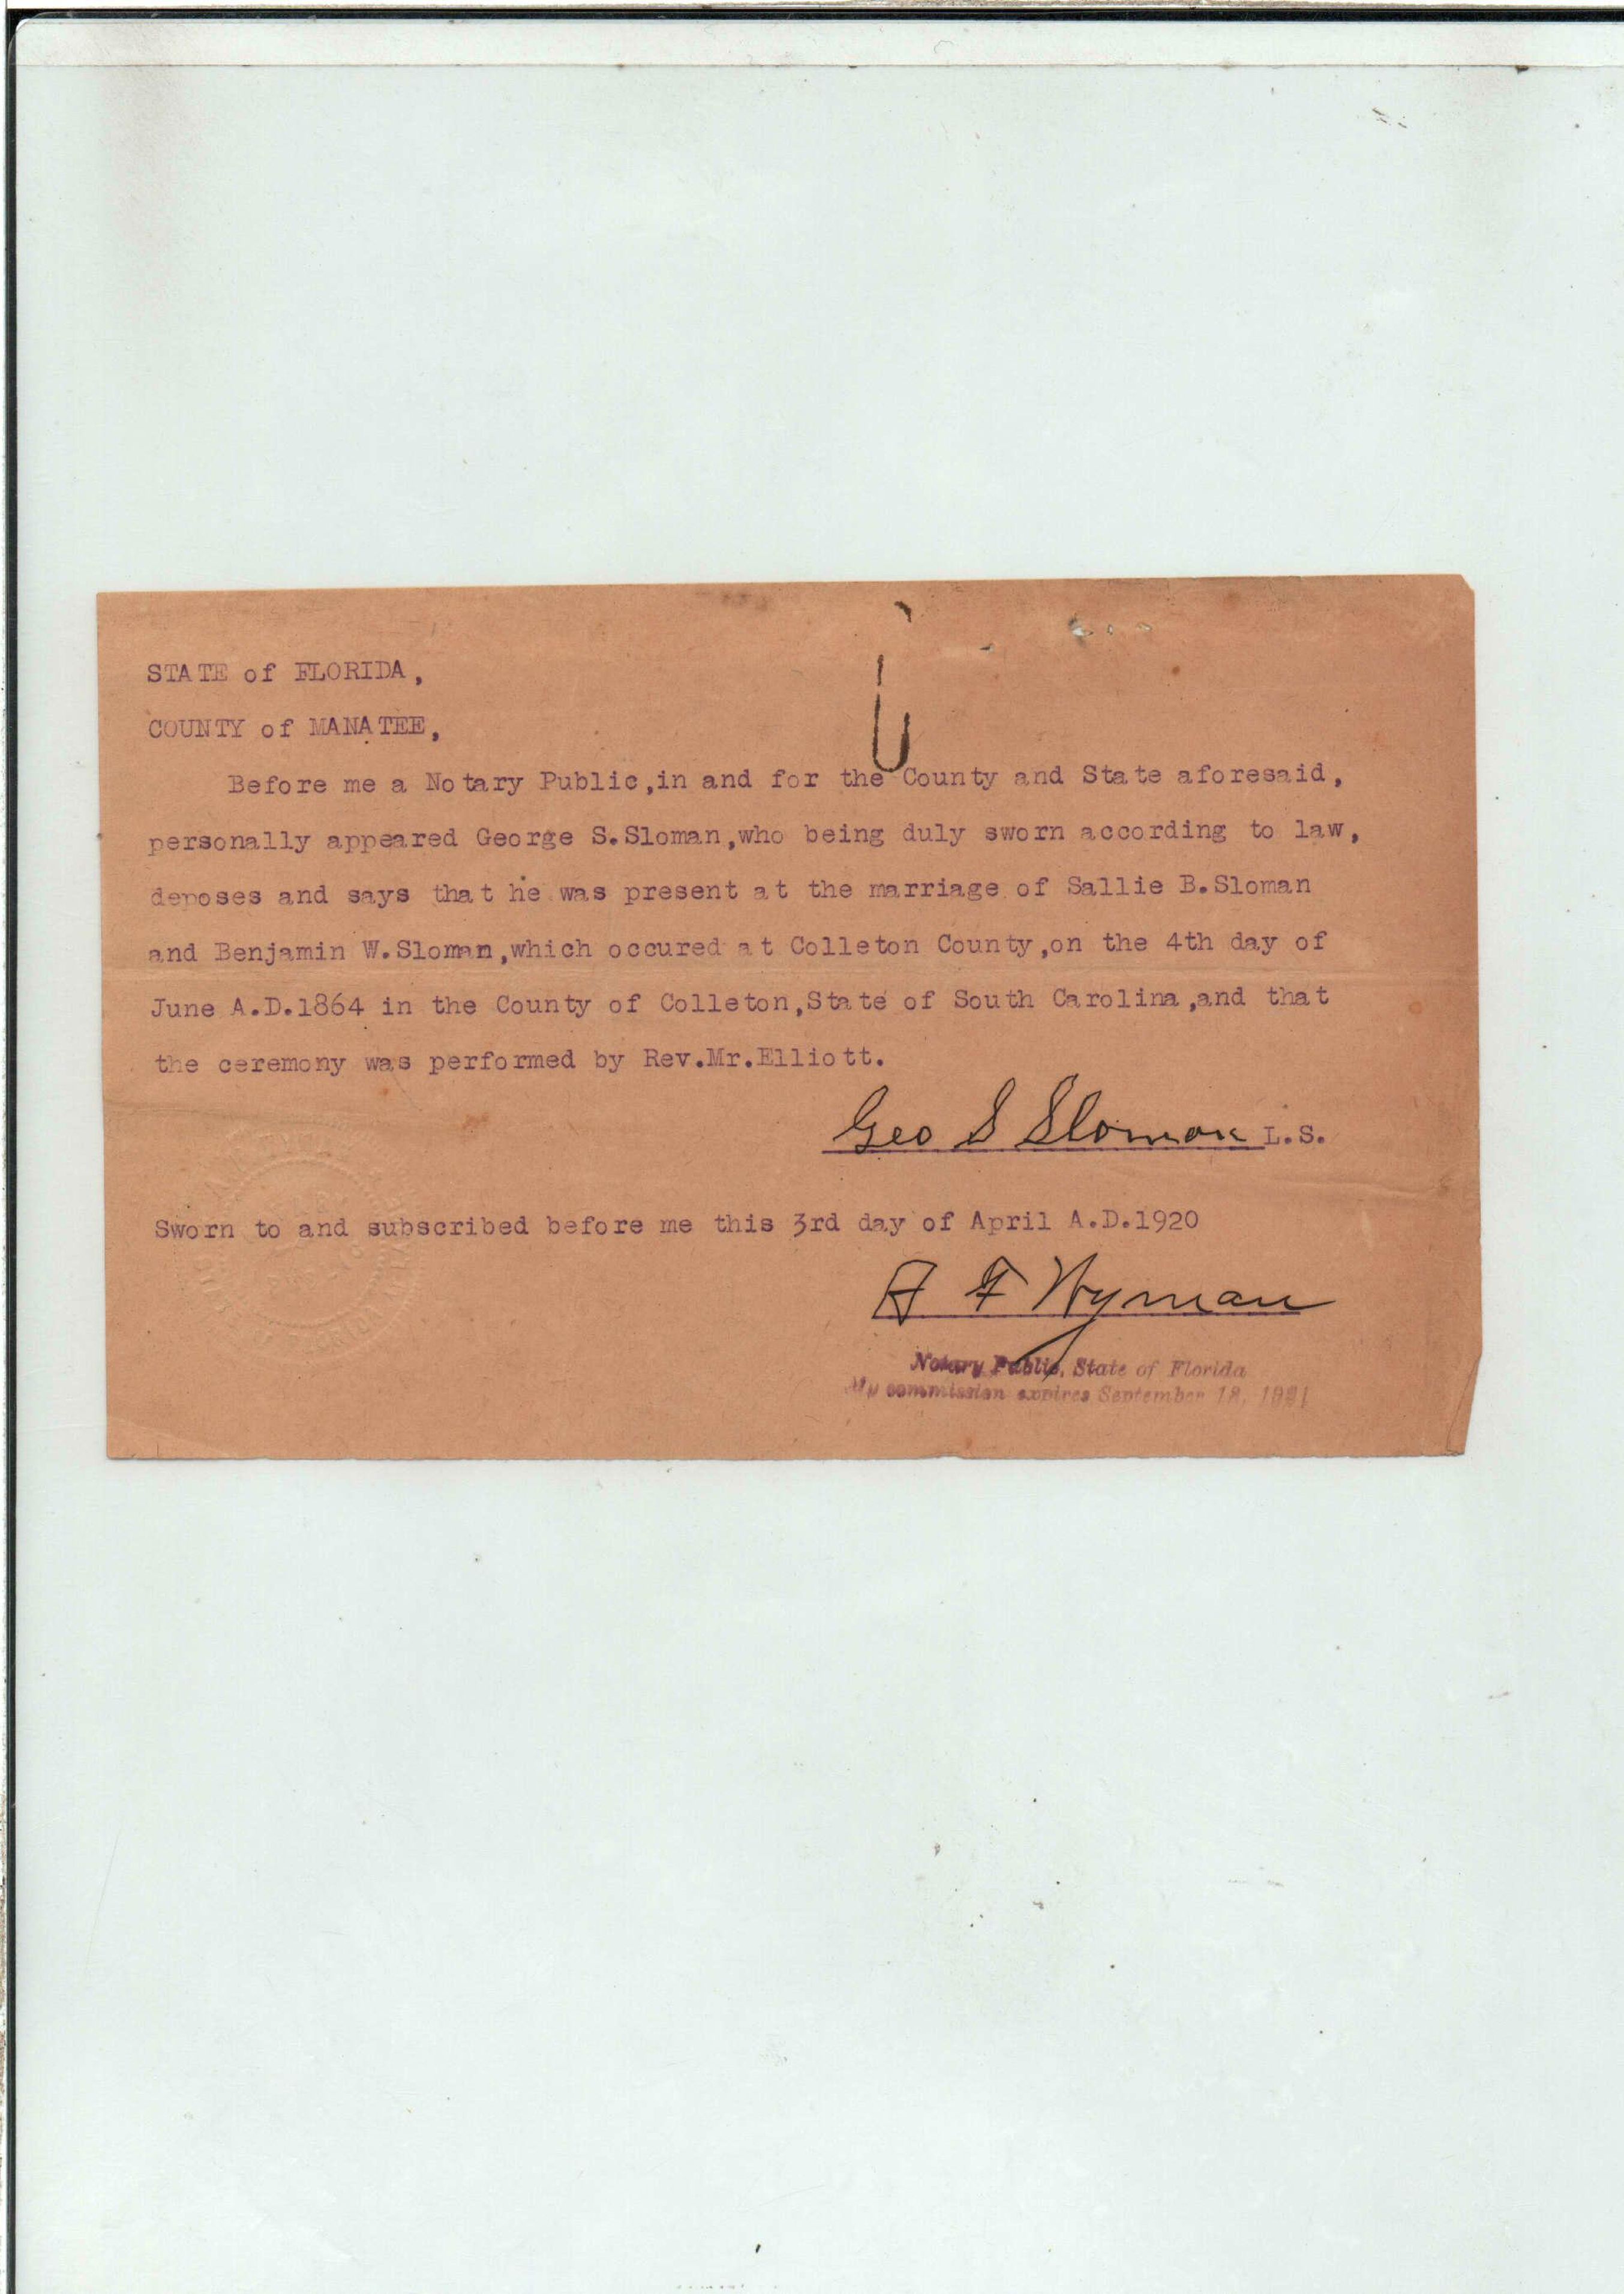 STATE of FLORIDA,
COUNTY of MANATEE,
Before me a Notary Public,in and for the County and State aforesaid,
personally appeared George S.Sloman,who being duly sworn according to law,
deposes and says that he was present at the marriage of Sallie B.Sloman
and Benjamin W.Sloman,which occured at Colleton County,on the 4th day of
June A.D.1864 in the County of Colleton,State of South Carolina,and that
the ceremony was performed by Rev.Mr.Elliott.
Geo S Sloman L.S.
Sworn to and subscribed before me this 3rd day of April A.D.1920
A F Wyman
Notary Public, State of Florida
My commission expires September 18, 1921